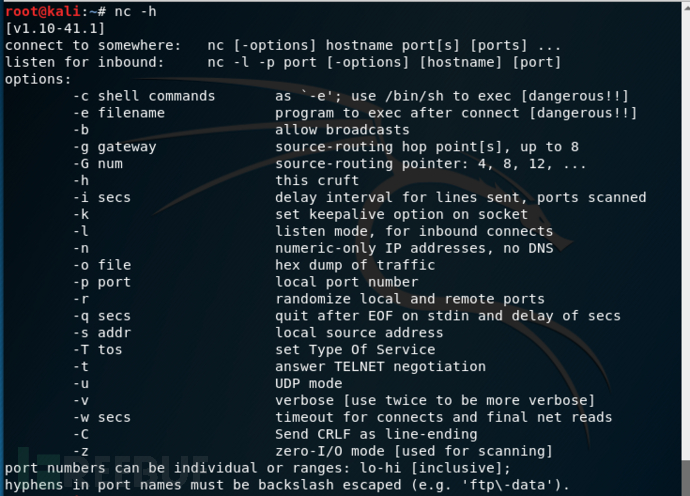 root@kali:~# nc -h
[v1.10-41.1]
connect to somewhere:   nc [-options] hostname port[s] [ports] ...
listen for inbound:     nc -l -p port [-options] [hostname] [port]
options:
        -c shell commands       as `-e'; use /bin/sh to exec [dangerous!!]
        -e filename             program to exec after connect [dangerous!!]
        -b                      allow broadcasts
        -g gateway              source-routing hop point[s], up to 8
        -G num                  source-routing pointer: 4, 8, 12, ...
        -h                      this cruft
        -i secs                 delay interval for lines sent, ports scanned
        -k                      set keepalive option on socket
        -l                      listen mode, for inbound connects
        -n                      numeric-only IP addresses, no DNS
        -o file                 hex dump of traffic
        -p port                 local port number
        -r                      randomize local and remote ports
        -q secs                 quit after EOF on stdin and delay of secs
        -s addr                 local source address
        -T tos                  set Type Of Service
        -t                      answer TELNET negotiation
        -u                      UDP mode
        -v                      verbose [use twice to be more verbose]
        -w secs                 timeout for connects and final net reads
        -C                      Send CRLF as line-ending
        -z                      zero-I/O mode [used for scanning]
port numbers can be individual or ranges: lo-hi [inclusive];
hyphens in port names must be backslash escaped (e.g. 'ftp\-data').